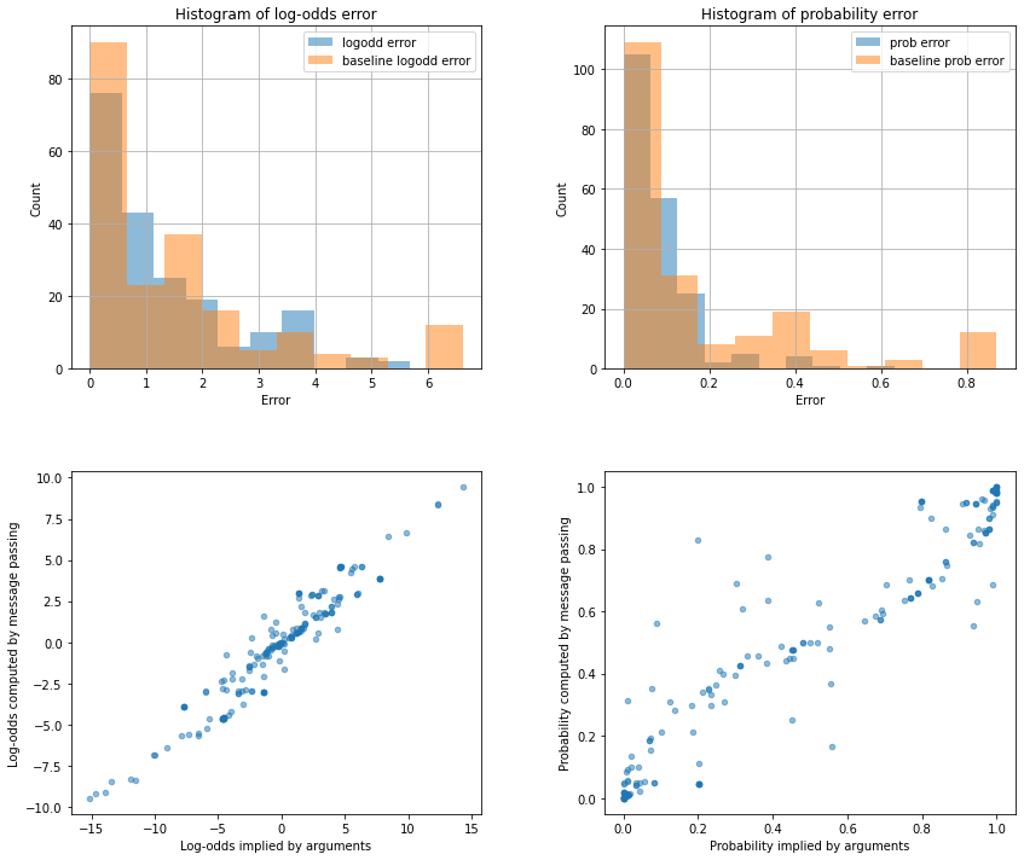 Histogram of log-odds error
logodd error
baseline logodd error
80
60
40
20
0
Count
0 1 2 3 4 5 6
Error
Histogram of probability error
prob error
baseline prob error
100
80
60
40
20
0
Count
0.0 0.2 0.4 0.6 0.8
Error
10.0
7.5
5.0
2.5
0.0
−2.5
−5.0
−7.5
−10.0
Log-odds computed by message passing
−15 −10 −5 0 5 10 15
Log-odds implied by arguments
1.0
0.8
0.6
0.4
0.2
0.0
Probability computed by message passing
0.0 0.2 0.4 0.6 0.8 1.0
Probability implied by arguments